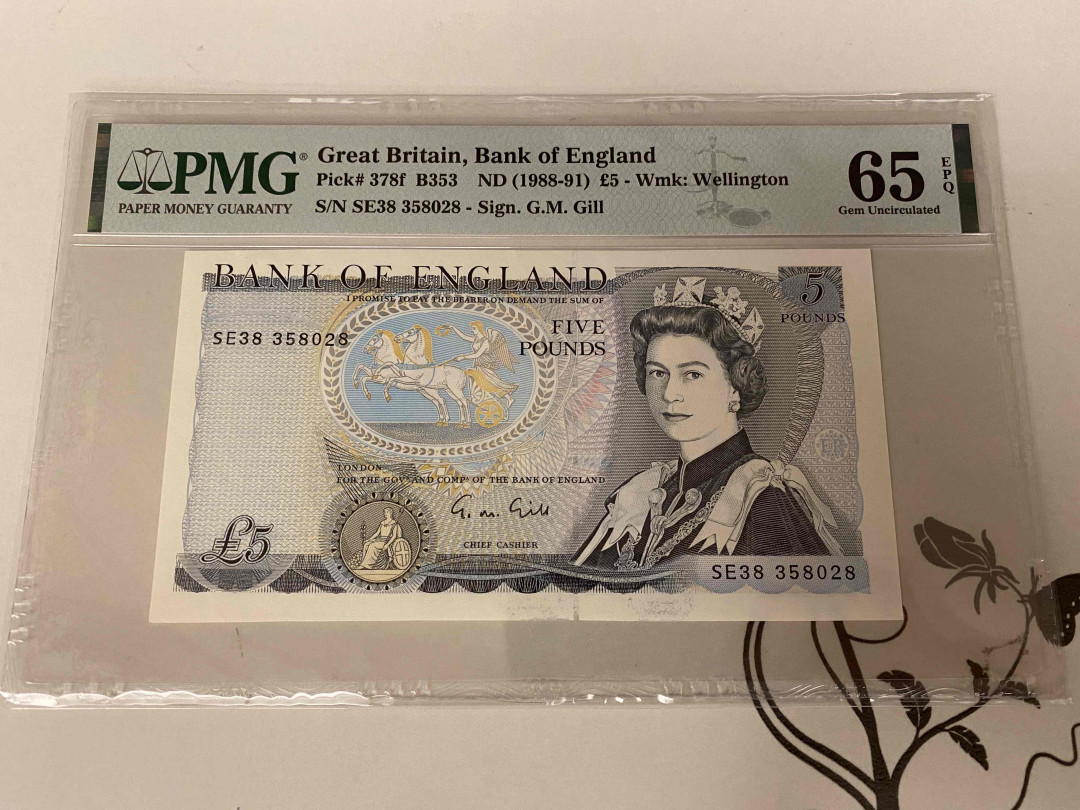 PMG®
PAPER MONEY GUARANTY
Great Britain, Bank of England
Pick# 378f B353 ND (1988-91) £5 - Wmk: Wellington
S/N SE38 358028 - Sign. G.M. Gill
65
EPQ
Gem Uncirculated
BANK OF ENGLAND
I PROMISE TO PAY THE BEARER ON DEMAND THE SUM OF
5
POUNDS
SE38 358028
FIVE
POUNDS
LONDON
FOR THE GOVR AND COMPA OF THE BANK OF ENGLAND
G. M. Gill
CHIEF CASHIER
£5
SE38 358028